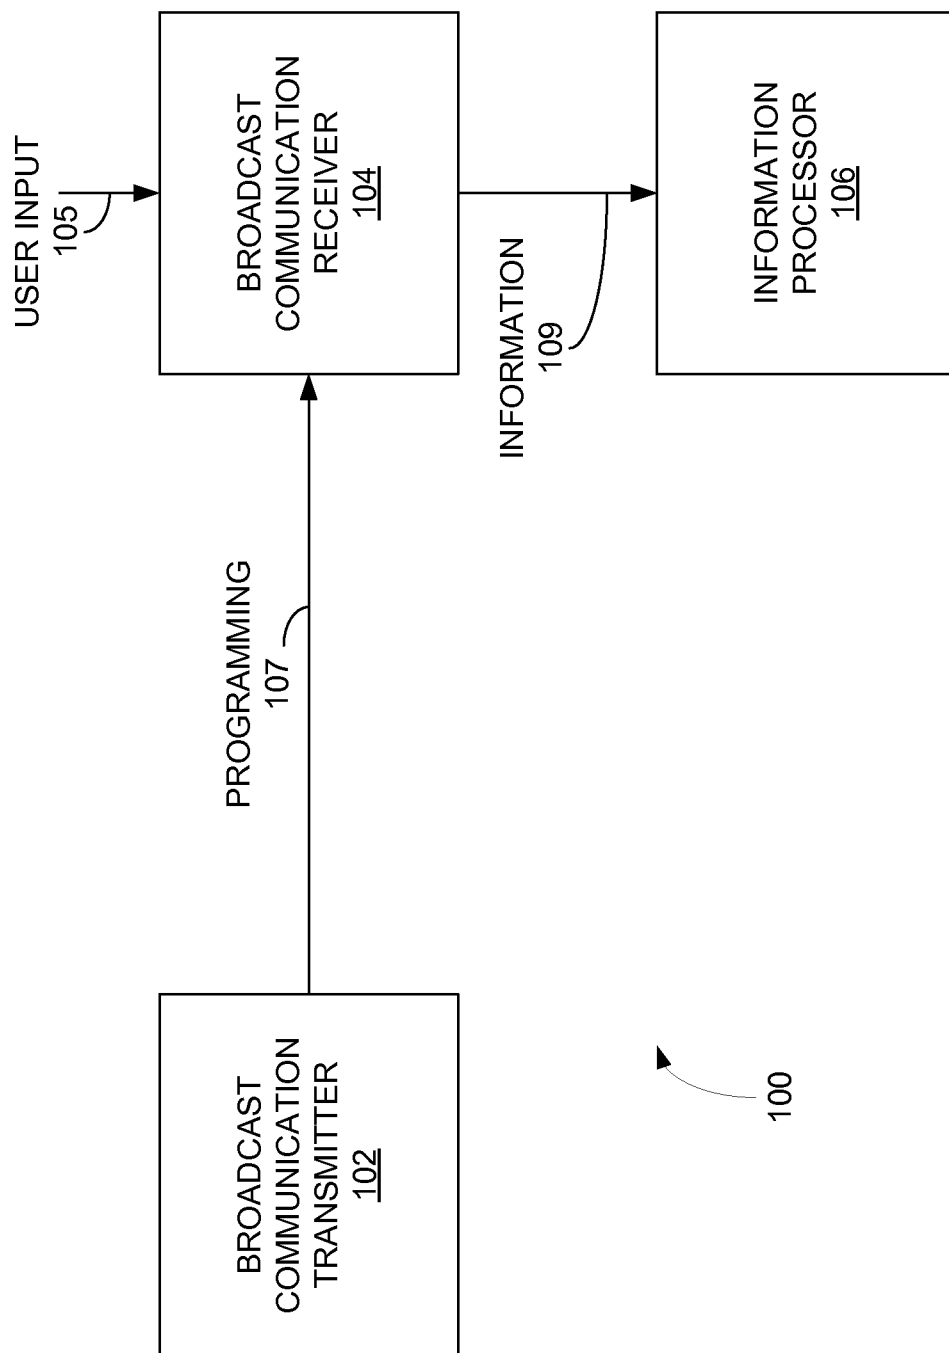 USER INPUT
105
BROADCAST
COMMUNICATION
RECEIVER
104
PROGRAMMING
107
BROADCAST
COMMUNICATION
TRANSMITTER
102
INFORMATION
109
INFORMATION
PROCESSOR
106
100